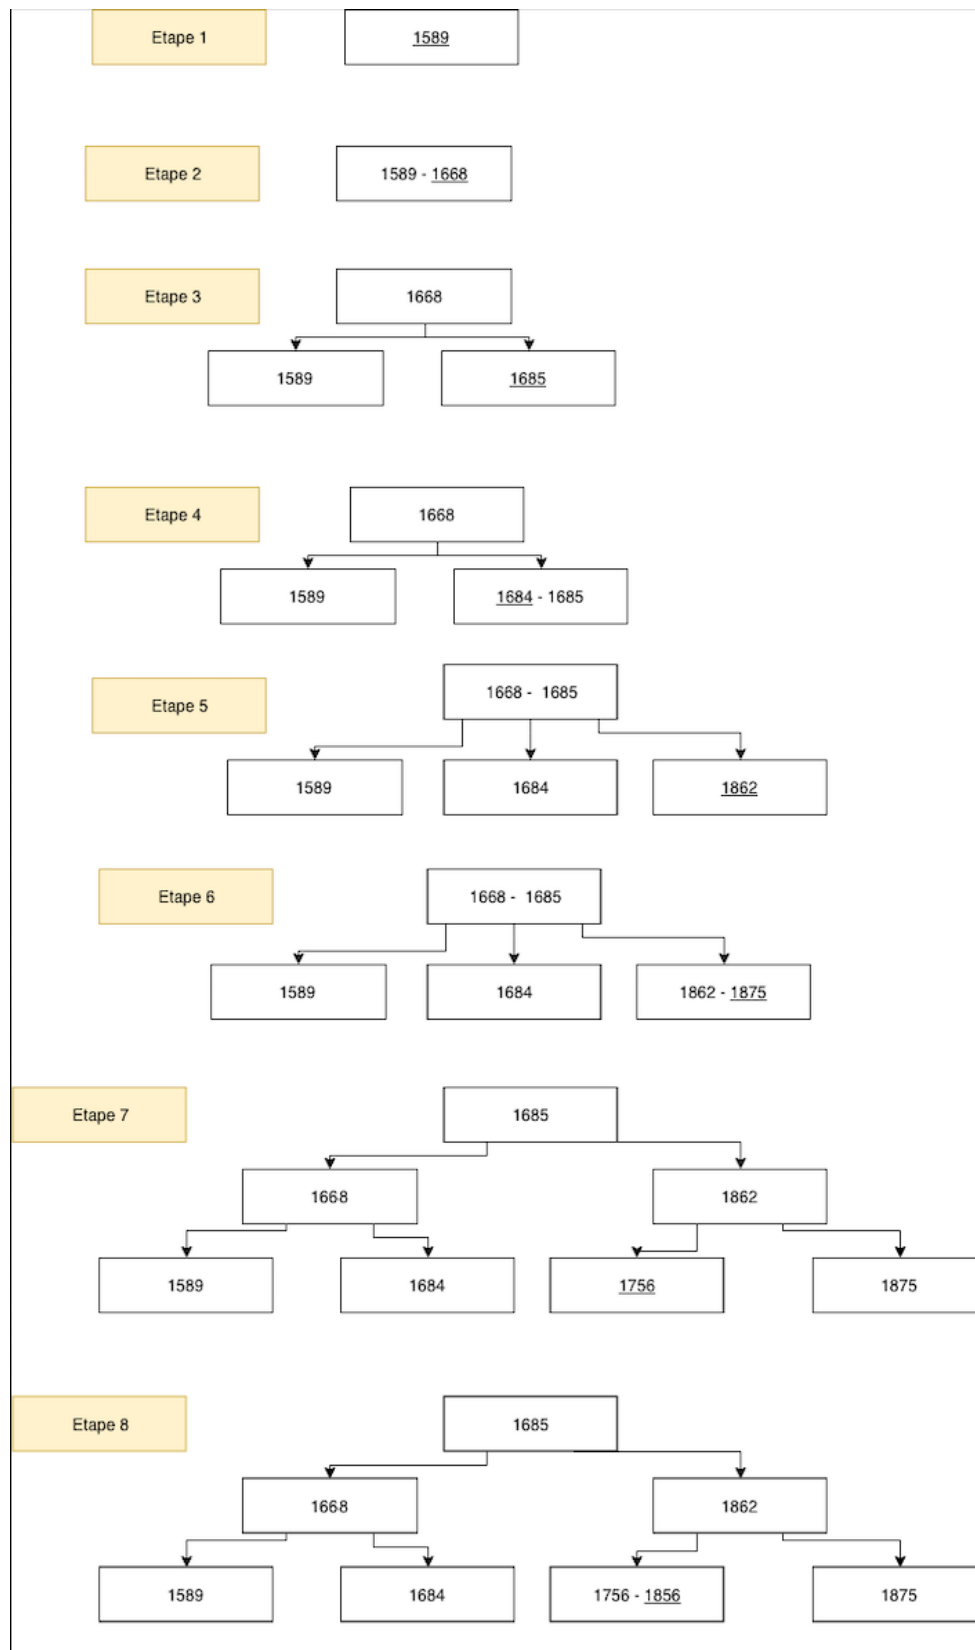 Etape 1
1589
Etape 2
1589 - 1668
Etape 3
1668
1589
1685
Etape 4
1668
1589
1684 - 1685
Etape 5
1668 - 1685
1589
1684
1862
Etape 6
1668 - 1685
1589
1684
1862 - 1875
Etape 7
1685
1668
1862
1589
1684
1756
1875
Etape 8
1685
1668
1862
1589
1684
1756 - 1856
1875